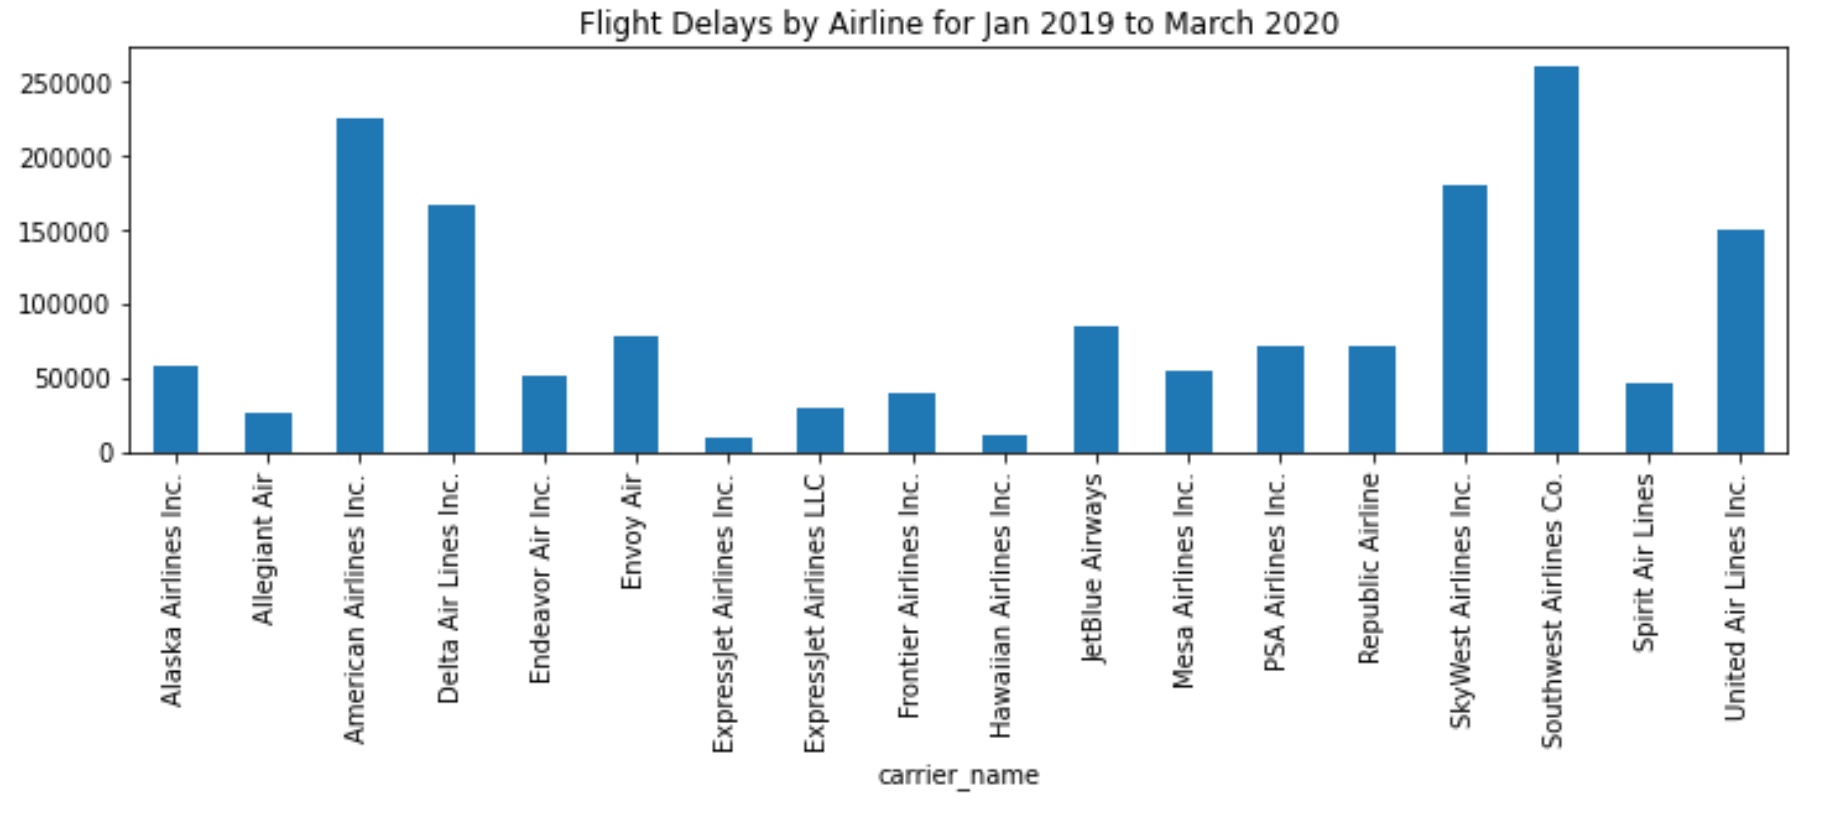 Flight Delays by Airline for Jan 2019 to March 2020
250000
200000
150000
100000
50000
0
Alaska Airlines Inc.
Allegiant Air
American Airlines Inc.
Delta Air Lines Inc.
Endeavor Air Inc.
Envoy Air
ExpressJet Airlines Inc.
ExpressJet Airlines LLC
Frontier Airlines Inc.
Hawaiian Airlines Inc.
JetBlue Airways
Mesa Airlines Inc.
PSA Airlines Inc.
Republic Airline
SkyWest Airlines Inc.
Southwest Airlines Co.
Spirit Air Lines
United Air Lines Inc.
carrier_name